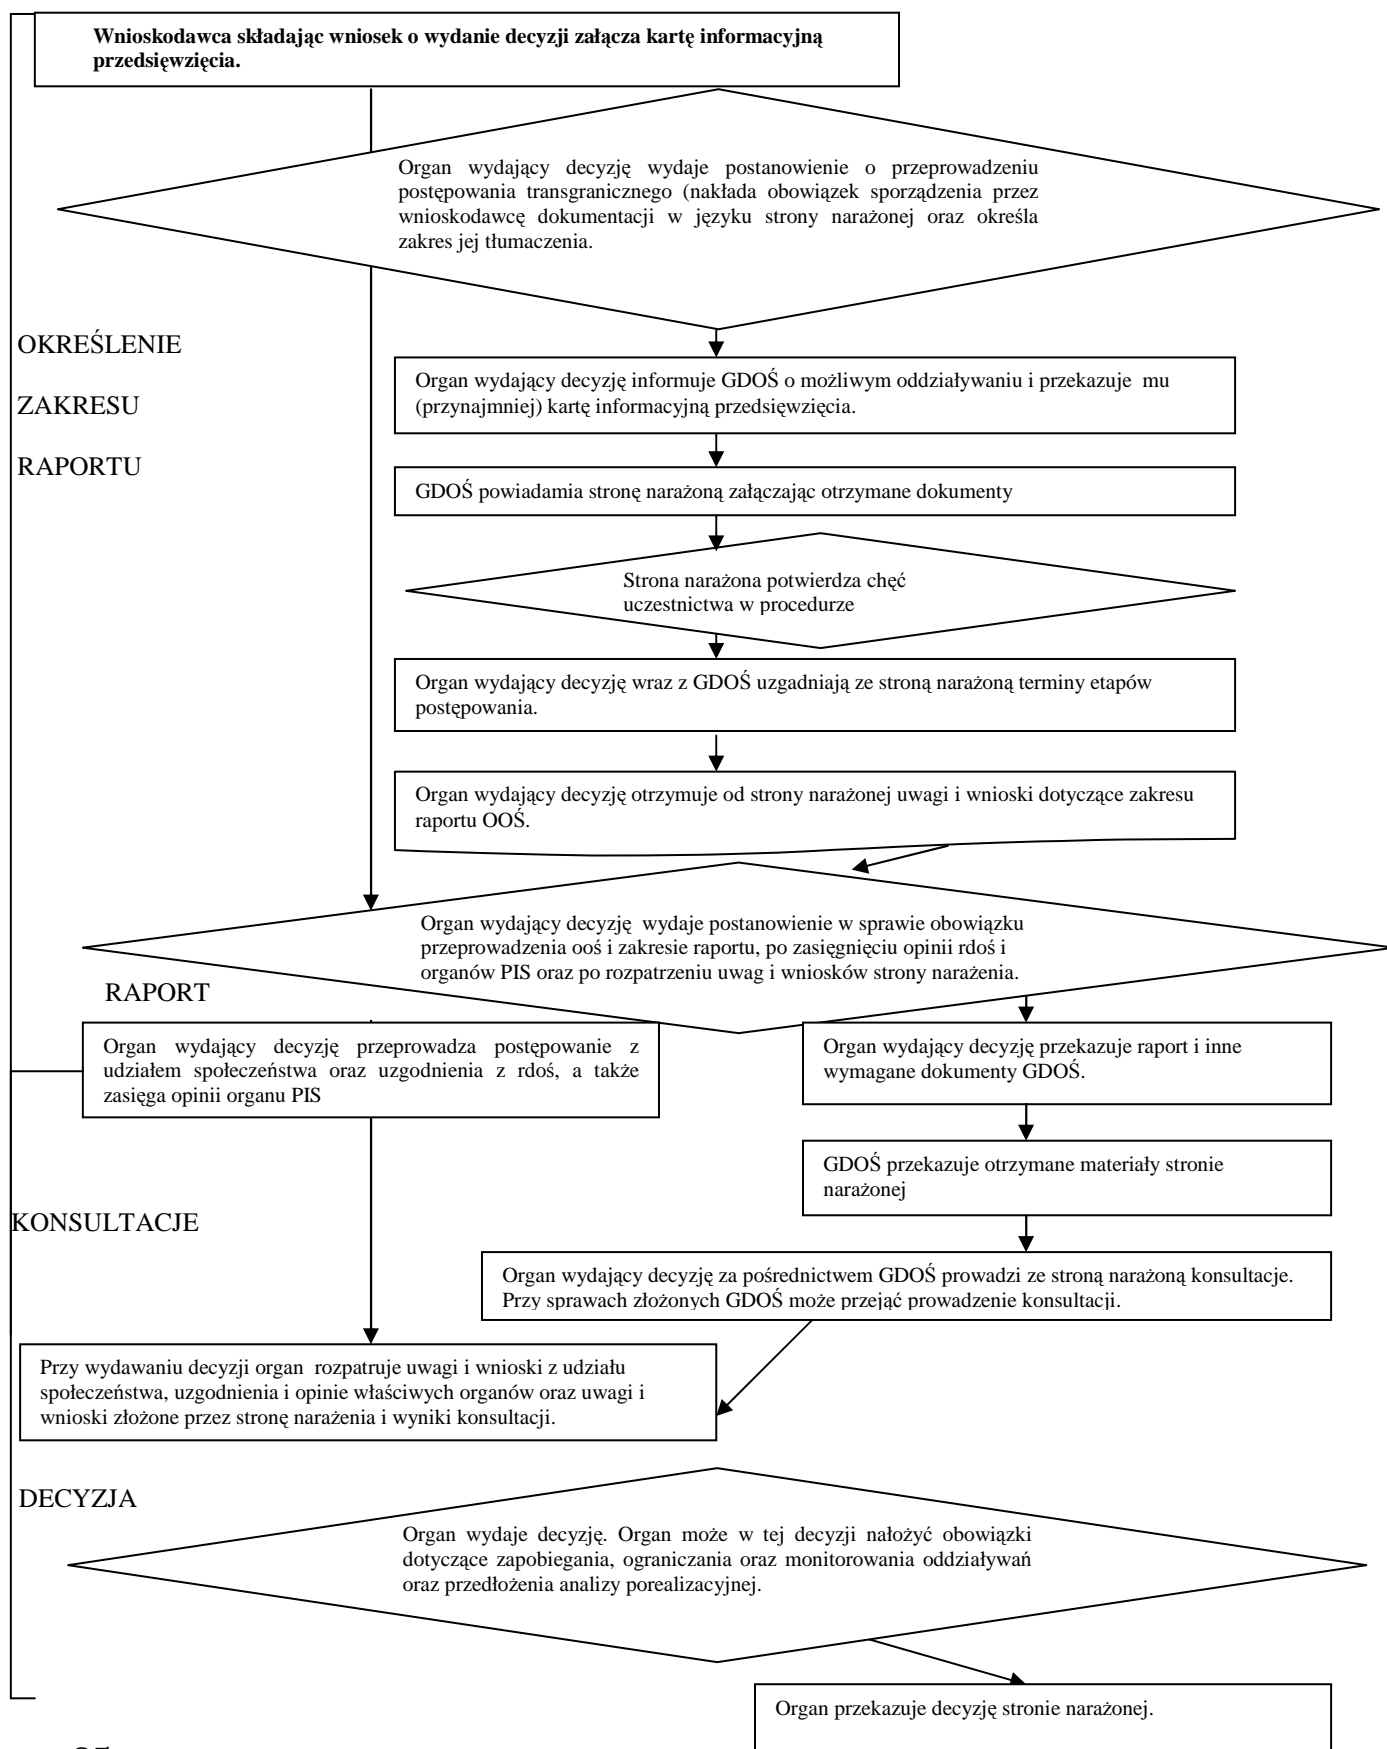 Wnioskodawca składając wniosek o wydanie decyzji załącza kartę informacyjną
przedsięwzięcia.
Organ wydający decyzję wydaje postanowienie o przeprowadzeniu
postępowania transgranicznego (nakłada obowiązek sporządzenia przez
wnioskodawcę dokumentacji w języku strony narażonej oraz określa
zakres jej tłumaczenia.
OKREŚLENIE
ZAKRESU
RAPORTU
Organ wydający decyzję informuje GDOŚ o możliwym oddziaływaniu i przekazuje mu
(przynajmniej) kartę informacyjną przedsięwzięcia.
GDOŚ powiadamia stronę narażoną załączając otrzymane dokumenty
Strona narażona potwierdza chęć
uczestnictwa w procedurze
Organ wydający decyzję wraz z GDOŚ uzgadniają ze stroną narażoną terminy etapów
postępowania.
Organ wydający decyzję otrzymuje od strony narażonej uwagi i wnioski dotyczące zakresu
raportu OOŚ.
Organ wydający decyzję wydaje postanowienie w sprawie obowiązku
przeprowadzenia ooś i zakresie raportu, po zasięgnięciu opinii rdoś i
organów PIS oraz po rozpatrzeniu uwag i wniosków strony narażenia.
RAPORT
Organ wydający decyzję przeprowadza postępowanie z
udziałem społeczeństwa oraz uzgodnienia z rdoś, a także
zasięga opinii organu PIS
Organ wydający decyzję przekazuje raport i inne
wymagane dokumenty GDOŚ.
GDOŚ przekazuje otrzymane materiały stronie
narażonej
KONSULTACJE
Organ wydający decyzję za pośrednictwem GDOŚ prowadzi ze stroną narażoną konsultacje.
Przy sprawach złożonych GDOŚ może przejąć prowadzenie konsultacji.
Przy wydawaniu decyzji organ rozpatruje uwagi i wnioski z udziału
społeczeństwa, uzgodnienia i opinie właściwych organów oraz uwagi i
wnioski złożone przez stronę narażenia i wyniki konsultacji.
DECYZJA
Organ wydaje decyzję. Organ może w tej decyzji nałożyć obowiązki
dotyczące zapobiegania, ograniczania oraz monitorowania oddziaływań
oraz przedłożenia analizy porealizacyjnej.
Organ przekazuje decyzję stronie narażonej.